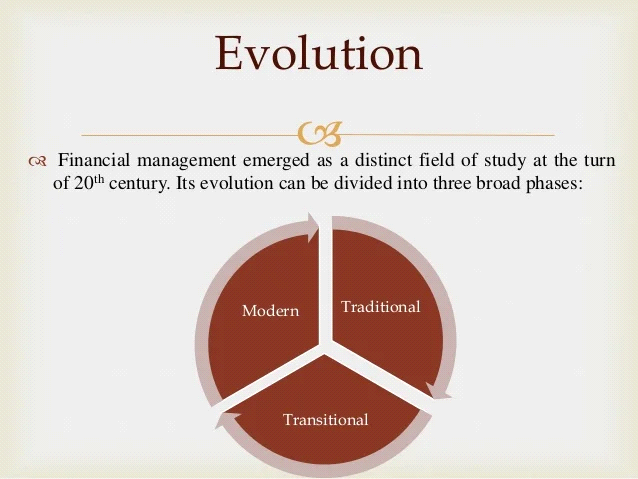 Evolution
Financial management emerged as a distinct field of study at the turn
of 20th century. Its evolution can be divided into three broad phases:
Modern
Traditional
Transitional